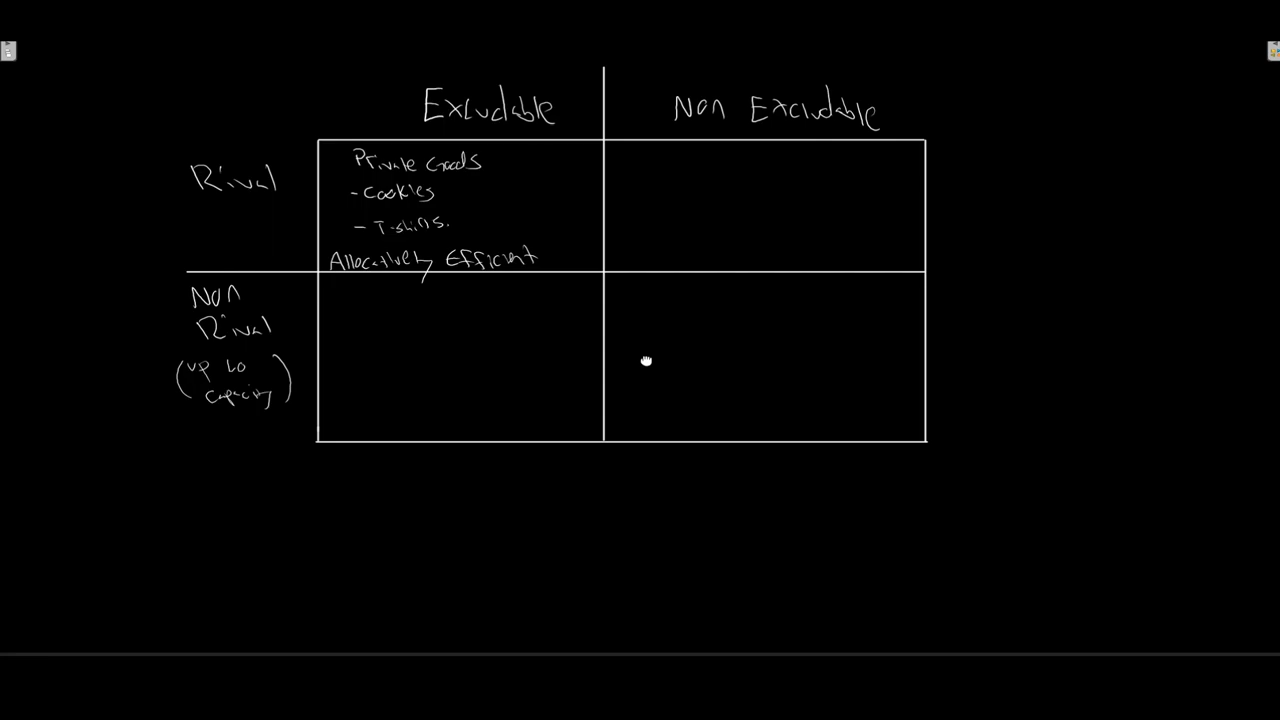 Excludable
Non Excludable
Rival
Private Goods
- Cookies
- T-shirts.
Allocatively Efficient
Non
Rival
(up to
capacity)